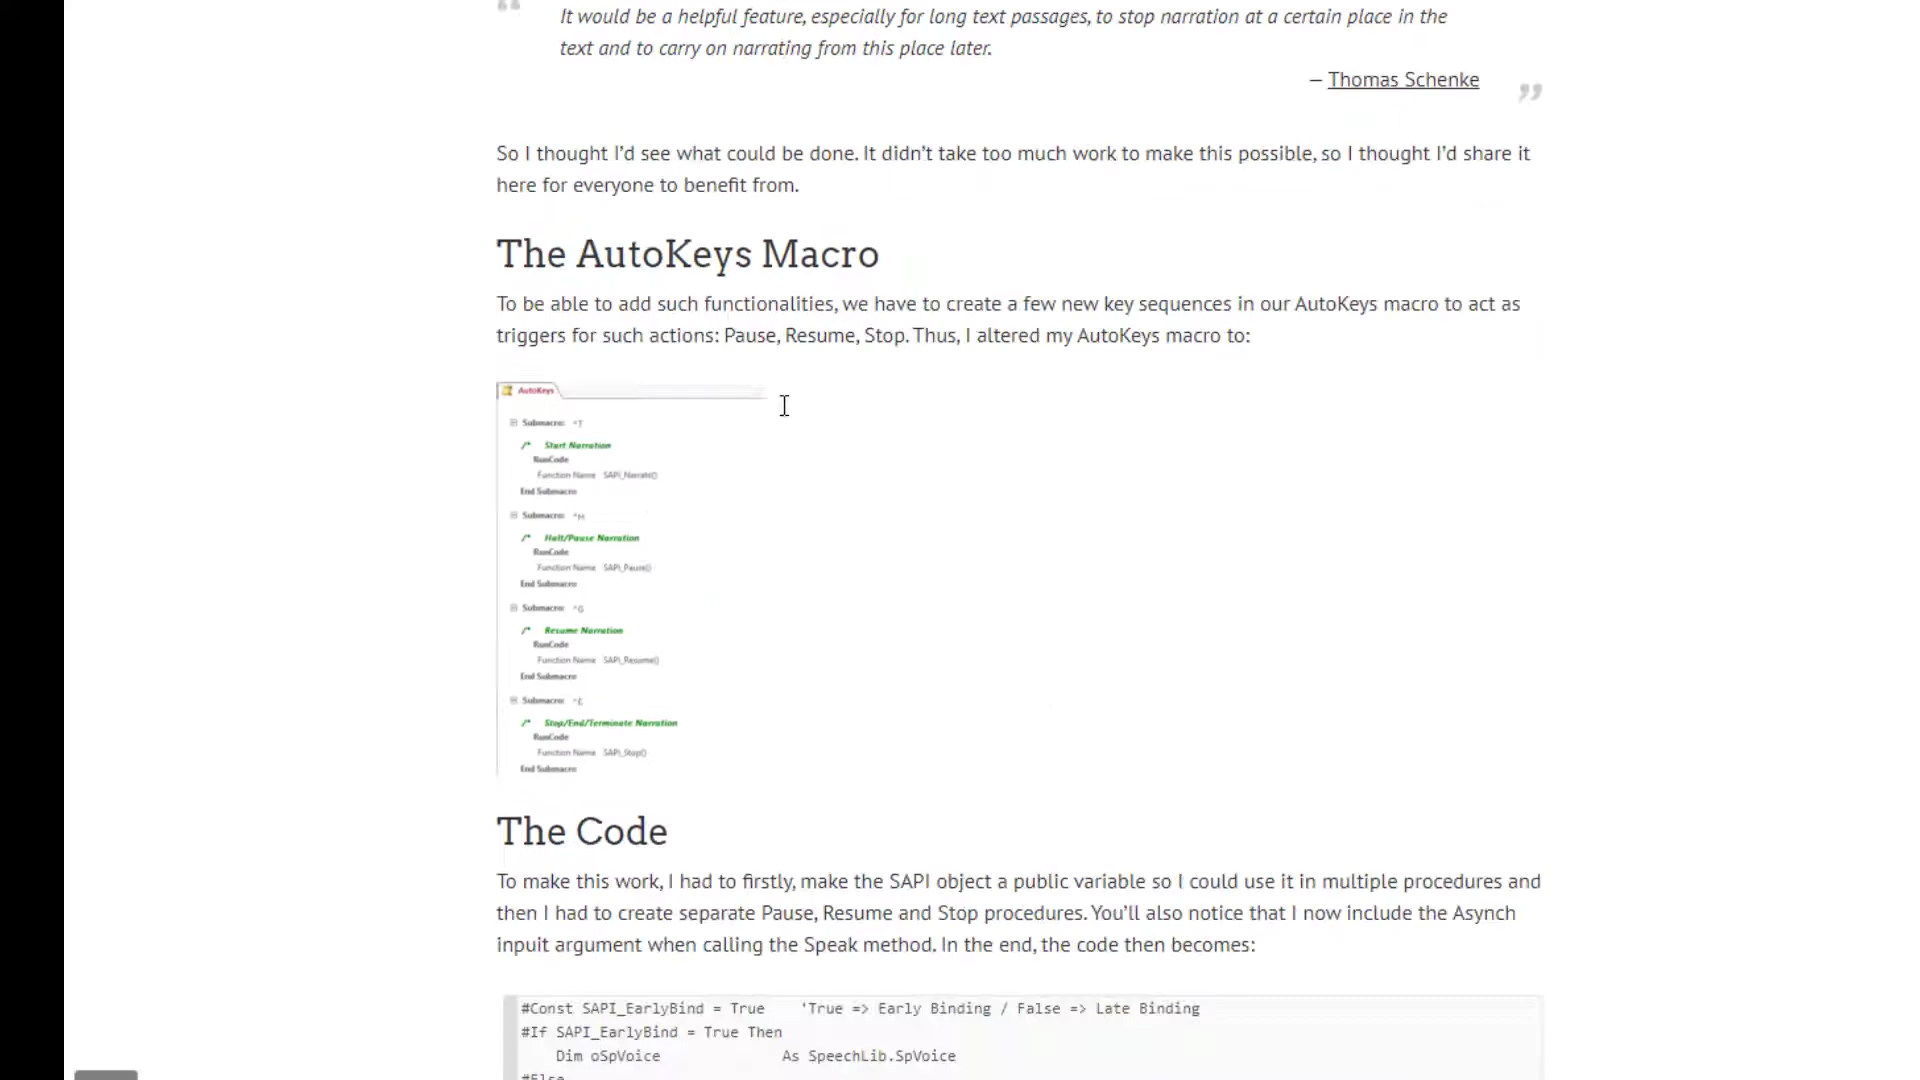 It would be a helpful feature, especially for long text passages, to stop narration at a certain place in the
text and to carry on narrating from this place later.
— Thomas Schenke
So I thought I’d see what could be done. It didn’t take too much work to make this possible, so I thought I’d share it
here for everyone to benefit from.
The AutoKeys Macro
To be able to add such functionalities, we have to create a few new key sequences in our AutoKeys macro to act as
triggers for such actions: Pause, Resume, Stop. Thus, I altered my AutoKeys macro to:
AutoKeys
Submacro: ^T
/* Start Narration
RunCode
Function Name SAPI_Narrate()
End Submacro
Submacro: ^H
/* Halt/Pause Narration
RunCode
Function Name SAPI_Pause()
End Submacro
Submacro: ^G
/* Resume Narration
RunCode
Function Name SAPI_Resume()
End Submacro
Submacro: ^E
/* Stop/End/Terminate Narration
RunCode
Function Name SAPI_Stop()
End Submacro
The Code
To make this work, I had to firstly, make the SAPI object a public variable so I could use it in multiple procedures and
then I had to create separate Pause, Resume and Stop procedures. You’ll also notice that I now include the Asynch
inpuit argument when calling the Speak method. In the end, the code then becomes:
#Const SAPI_EarlyBind = True    'True => Early Binding / False => Late Binding
#If SAPI_EarlyBind = True Then
Dim oSpVoice              As SpeechLib.SpVoice
#Else